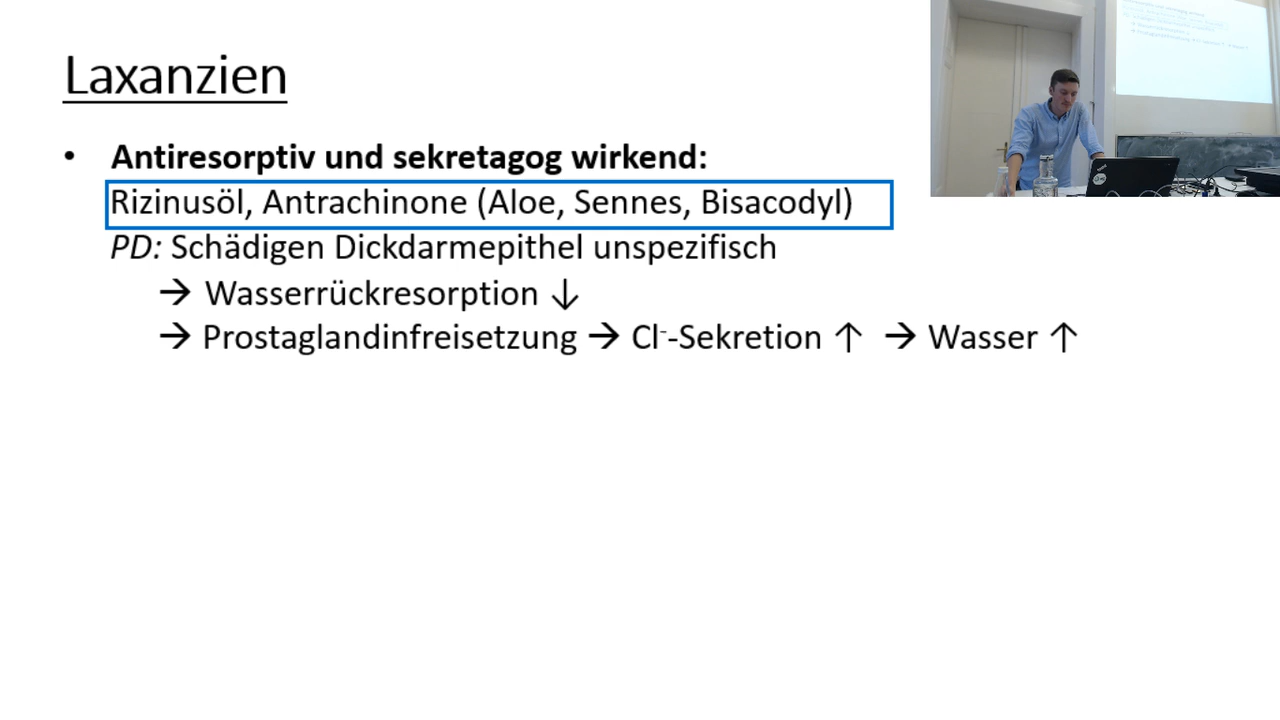 Laxanzien
• Antiresorptiv und sekretagog wirkend:
Rizinusöl, Antrachinone (Aloe, Sennes, Bisacodyl)
PD: Schädigen Dickdarmepithel unspezifisch
→ Wasserrückresorption ↓
→ Prostaglandinfreisetzung → Cl⁻-Sekretion ↑ → Wasser ↑